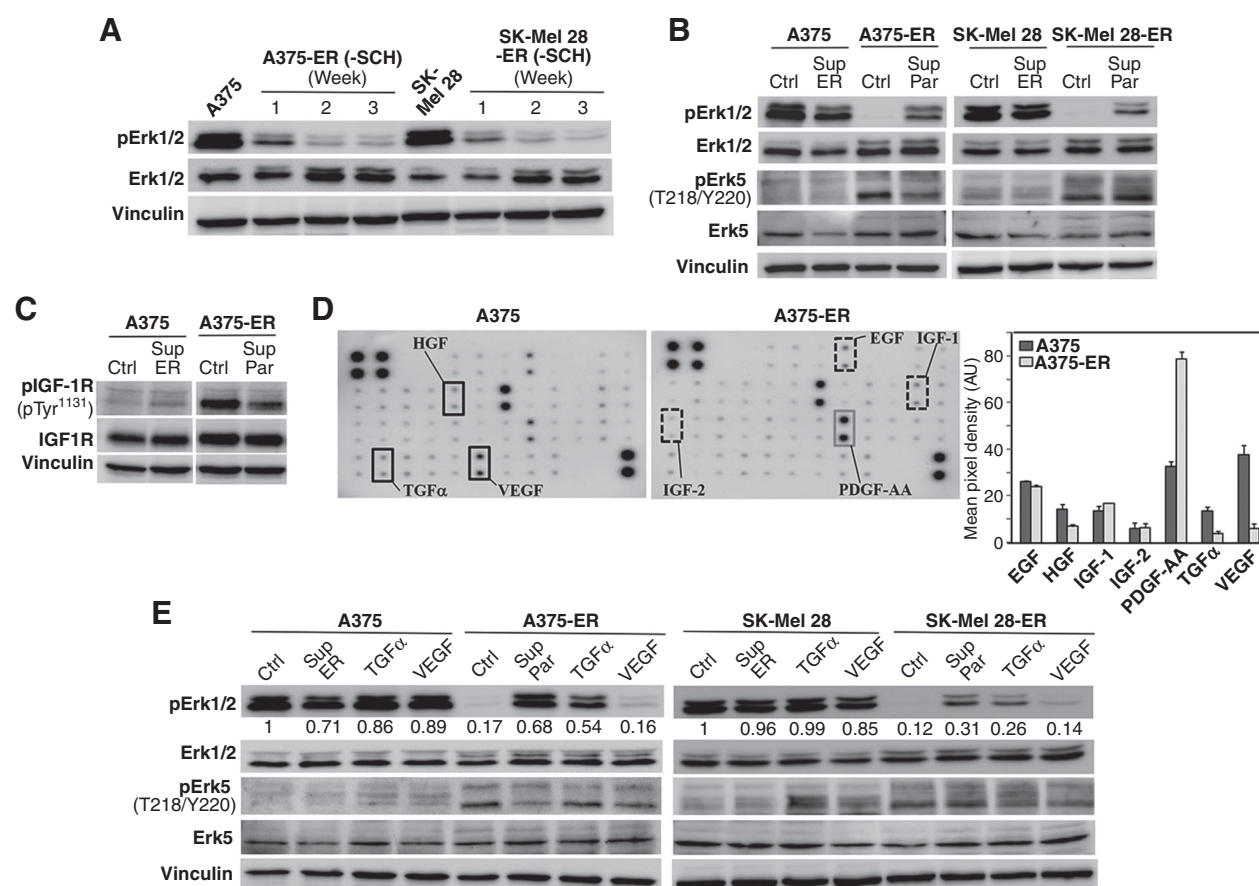 A
A375
A375-ER (-SCH)
(Week)
1 2 3
SK-
Mel 28
SK-Mel 28
-ER (-SCH)
(Week)
1 2 3
pErk1/2
Erk1/2
Vinculin
B
A375 A375-ER SK-Mel 28 SK-Mel 28-ER
Ctrl Sup ER Ctrl Sup Par Ctrl Sup ER Ctrl Sup Par
pErk1/2
Erk1/2
pErk5
(T218/Y220)
Erk5
Vinculin
C
A375 A375-ER
Ctrl Sup ER Ctrl Sup Par
pIGF-1R
(pTyr1131)
IGF1R
Vinculin
D
A375
HGF
TGFα
VEGF
A375-ER
EGF
IGF-1
IGF-2
PDGF-AA
Mean pixel density (AU)
80
60
40
20
0
A375
A375-ER
EGF HGF IGF-1 IGF-2 PDGF-AA TGFα VEGF
E
A375 A375-ER SK-Mel 28 SK-Mel 28-ER
Ctrl Sup ER TGFα VEGF Ctrl Sup Par TGFα VEGF Ctrl Sup ER TGFα VEGF Ctrl Sup Par TGFα VEGF
pErk1/2
1 0.71 0.86 0.89 0.17 0.68 0.54 0.16 1 0.96 0.99 0.85 0.12 0.31 0.26 0.14
Erk1/2
pErk5
(T218/Y220)
Erk5
Vinculin